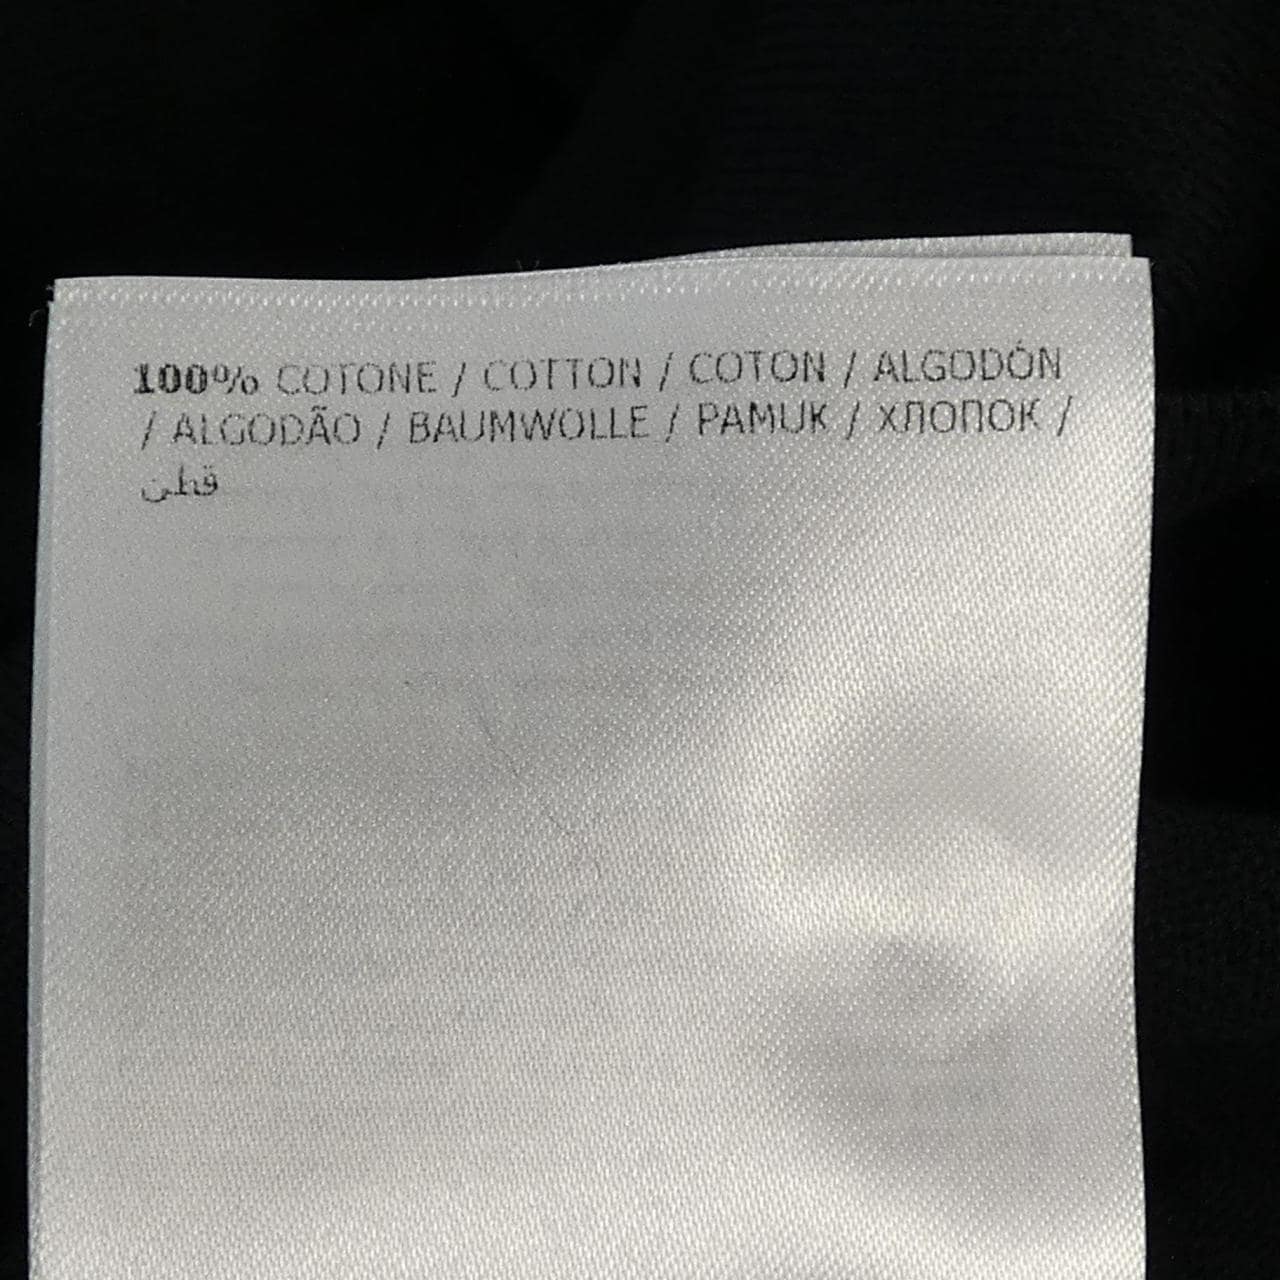 100% COTONE / COTTON / COTON / ALGODÓN
/ ALGODÃO / BAUMWOLLE / PAMUK / ХЛОПОК /
قطن